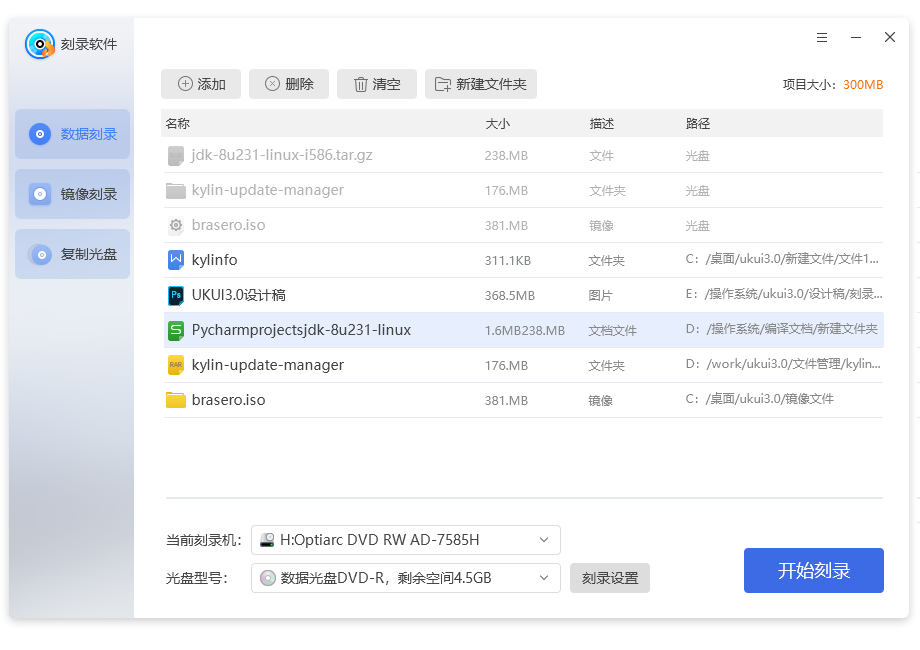 刻录软件
数据刻录
镜像刻录
复制光盘
添加 删除 清空 新建文件夹 项目大小：300MB
名称 大小 描述 路径
jdk-8u231-linux-i586.tar.gz 238.MB 文件 光盘
kylin-update-manager 176.MB 文件夹 光盘
brasero.iso 381.MB 镜像 光盘
kylinfo 311.1KB 文件夹 C：/桌面/ukui3.0/新建文件/文件1...
UKUI3.0设计稿 368.5MB 图片 E：/操作系统/ukui3.0/设计稿/刻录...
Pycharmprojectsjdk-8u231-linux 1.6MB238.MB 文档文件 D：/操作系统/编译文档/新建文件夹
kylin-update-manager 176.MB 文件夹 D：/work/ukui3.0/文件管理/kylin...
brasero.iso 381.MB 镜像 C：/桌面/ukui3.0/镜像文件
当前刻录机： H:Optiarc DVD RW AD-7585H
光盘型号： 数据光盘DVD-R，剩余空间4.5GB 刻录设置
开始刻录